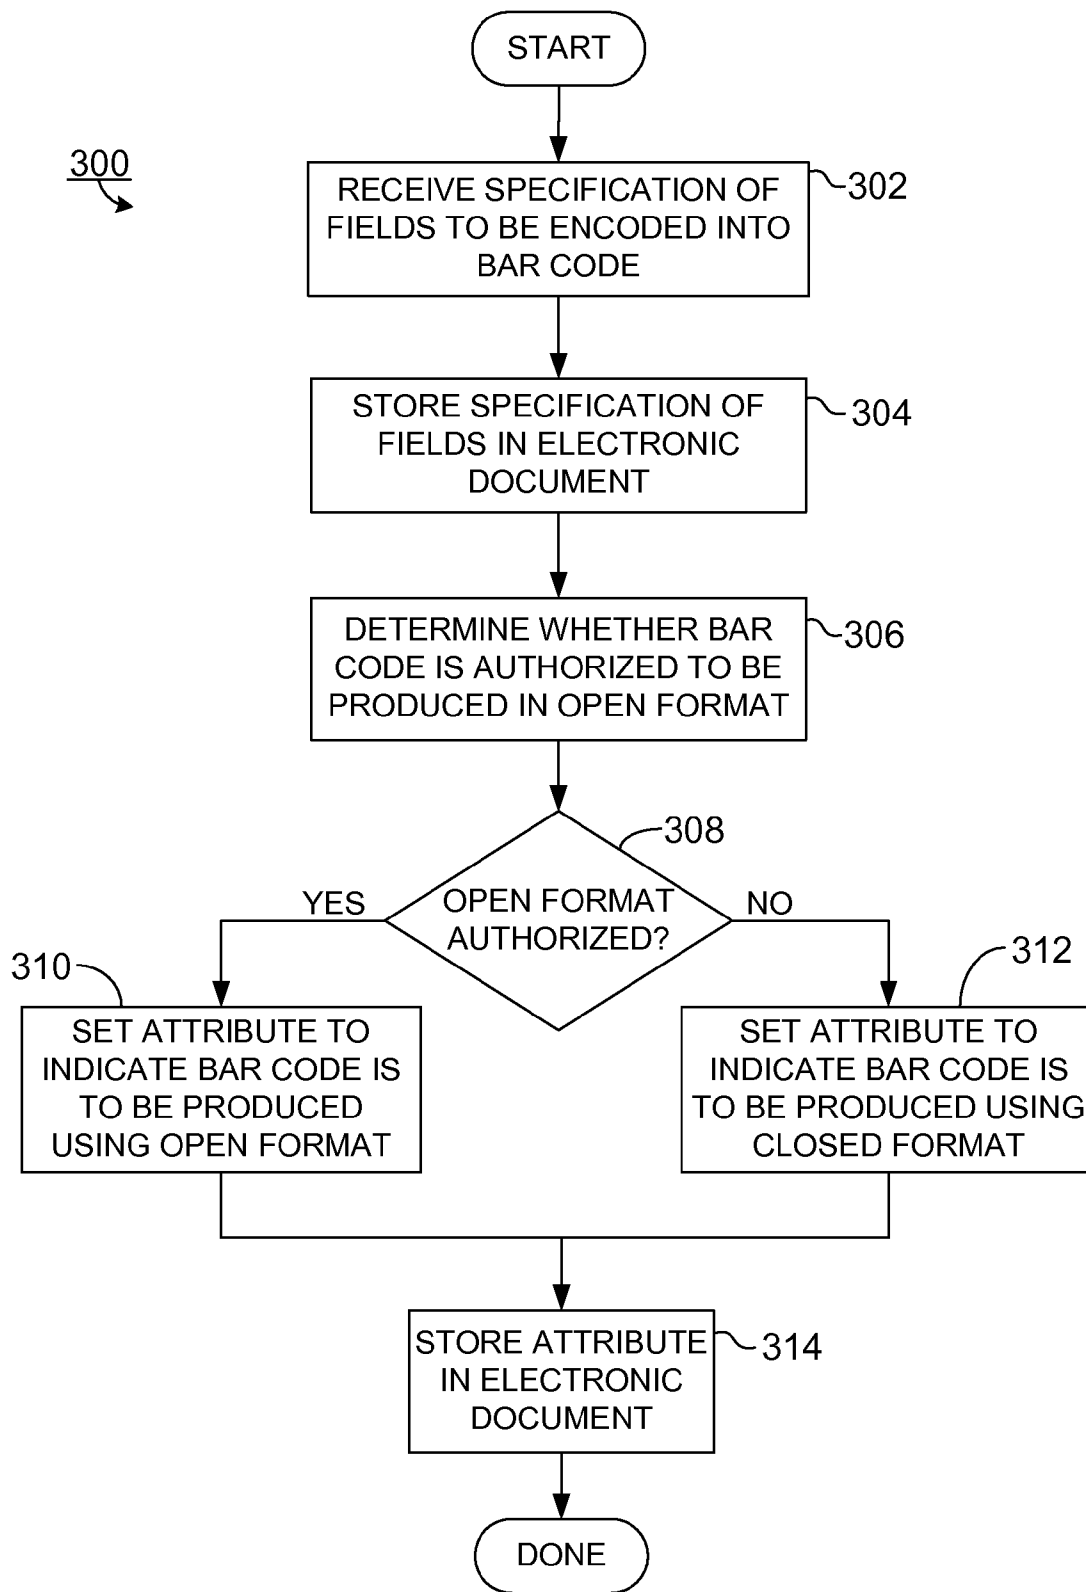 START
300
RECEIVE SPECIFICATION OF
FIELDS TO BE ENCODED INTO
BAR CODE
302
STORE SPECIFICATION OF
FIELDS IN ELECTRONIC
DOCUMENT
304
DETERMINE WHETHER BAR
CODE IS AUTHORIZED TO BE
PRODUCED IN OPEN FORMAT
306
308
OPEN FORMAT
AUTHORIZED?
YES
NO
310
SET ATTRIBUTE TO
INDICATE BAR CODE IS
TO BE PRODUCED
USING OPEN FORMAT
312
SET ATTRIBUTE TO
INDICATE BAR CODE IS
TO BE PRODUCED USING
CLOSED FORMAT
STORE ATTRIBUTE
IN ELECTRONIC
DOCUMENT
314
DONE